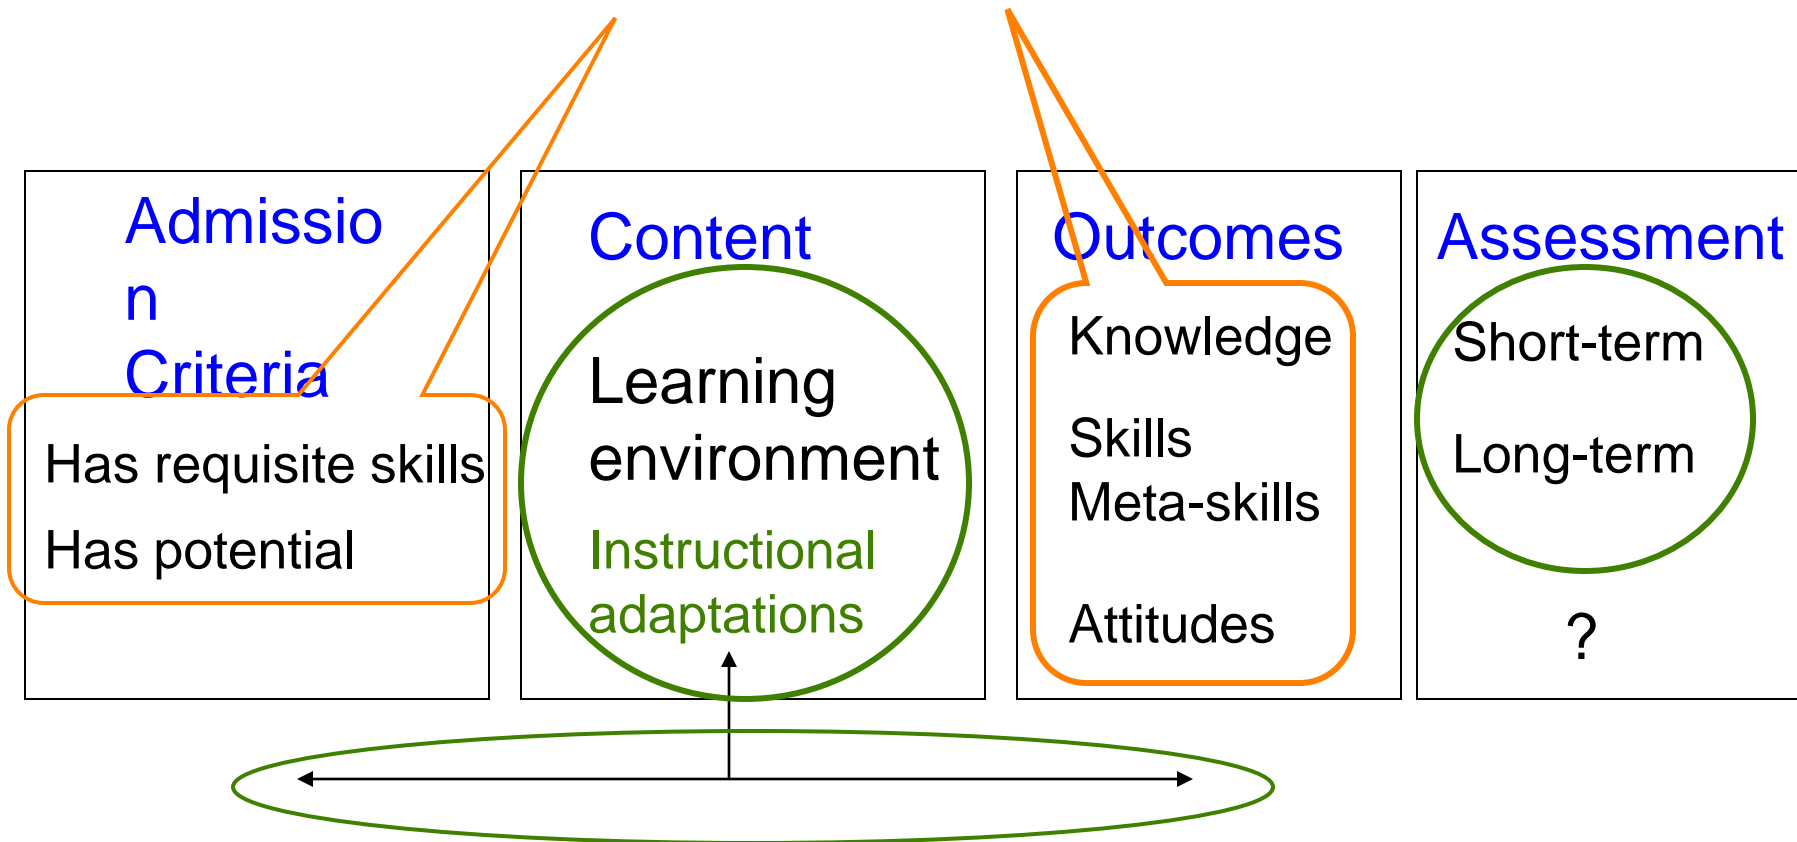 Admissio
n
Criteria
Has requisite skills
Has potential
Content
Learning
environment
Instructional
adaptations
Outcomes
Knowledge
Skills
Meta-skills
Attitudes
Assessment
Short-term
Long-term
?